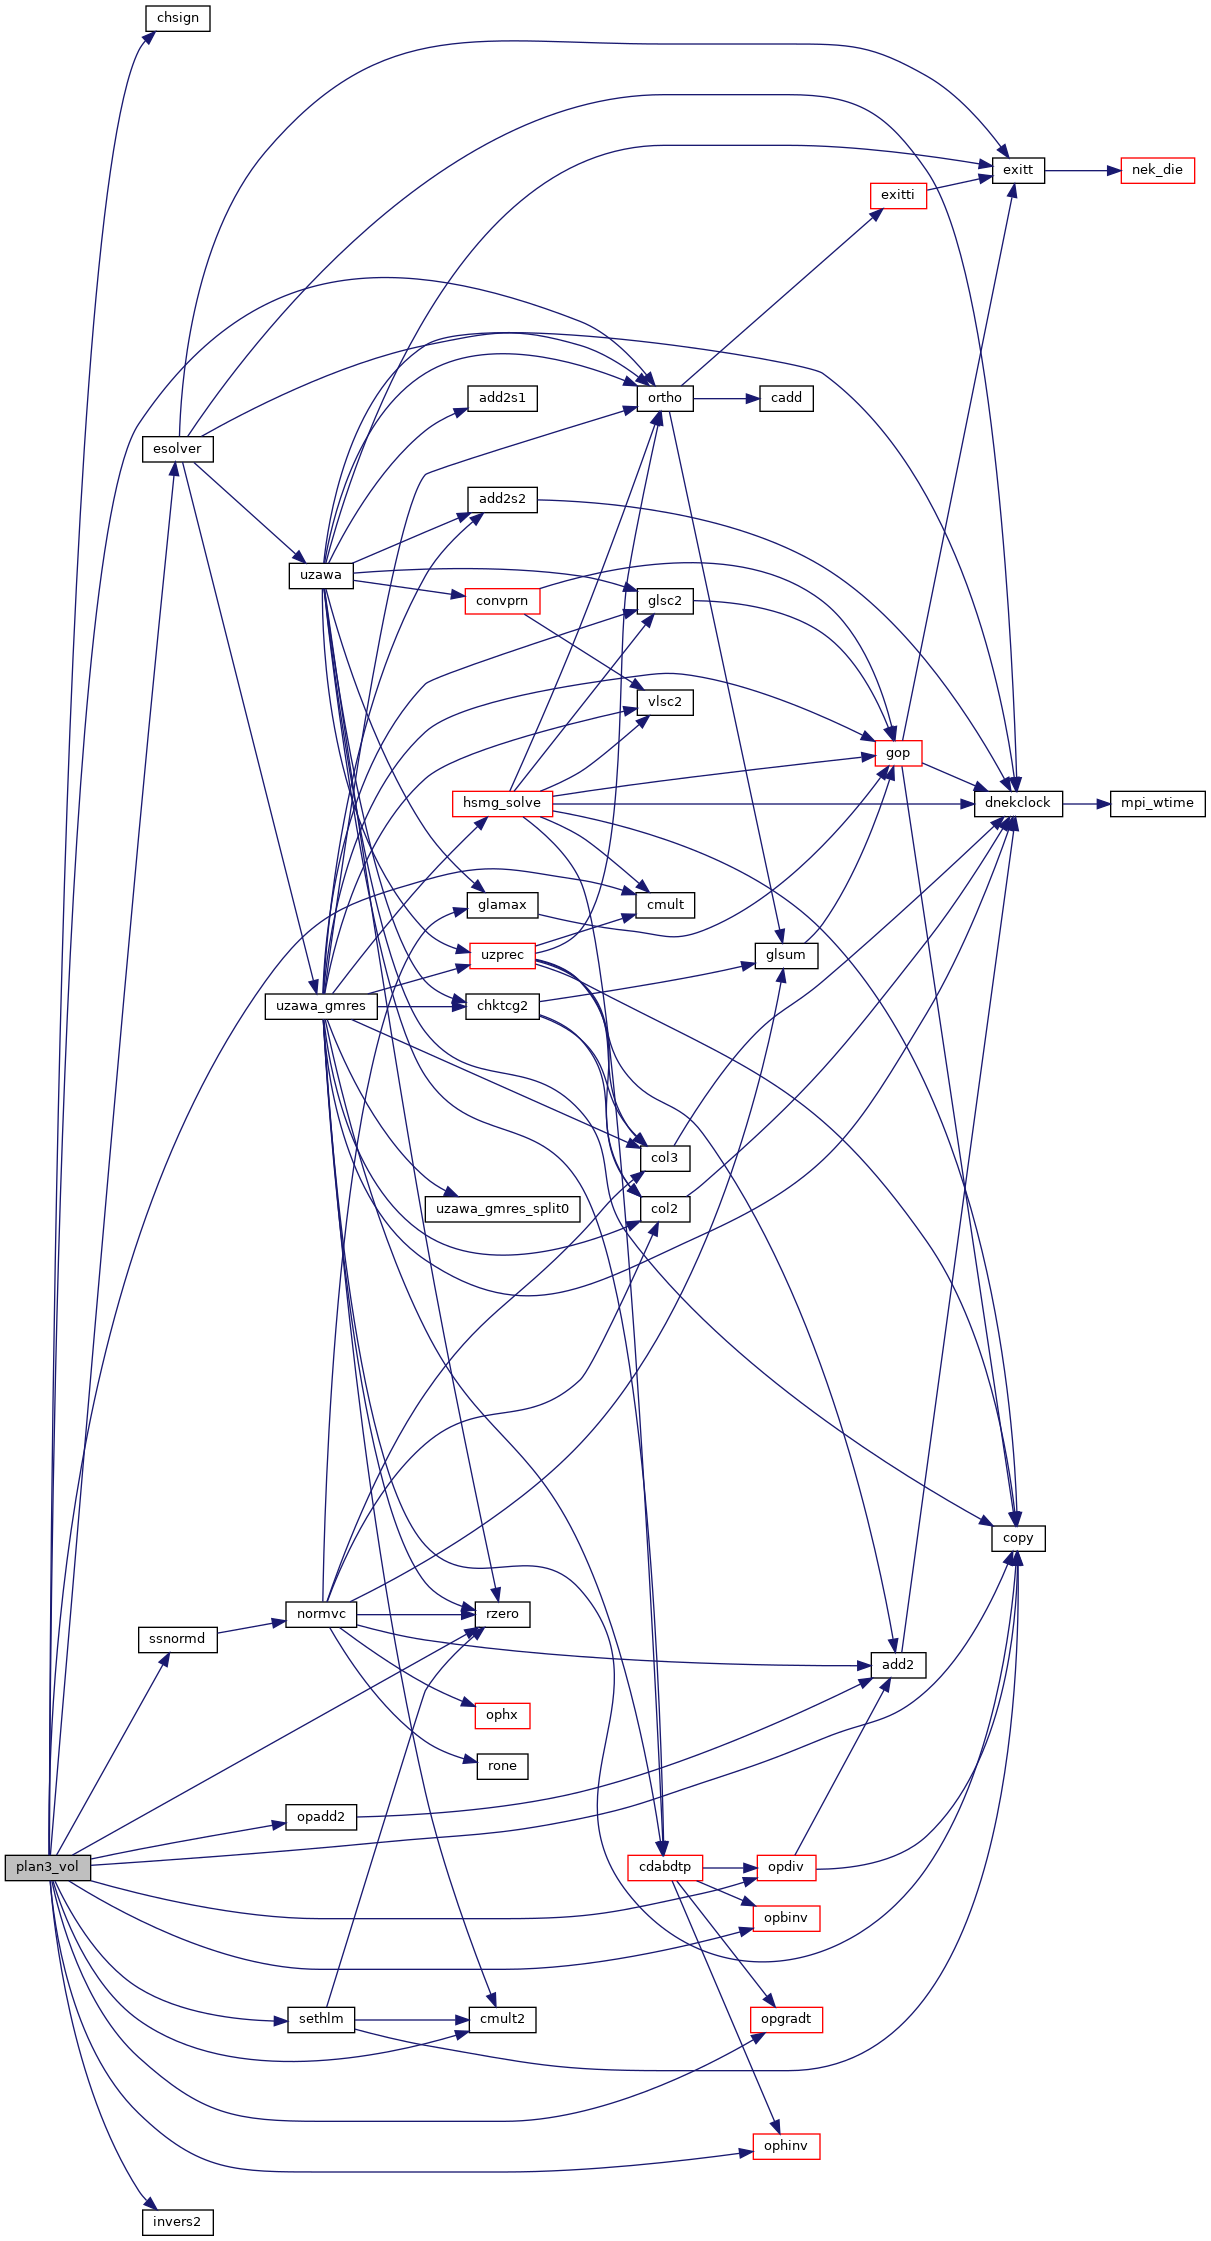 chsign
exitt
nek_die
exitti
add2s1
ortho
cadd
esolver
add2s2
uzawa
convprn
glsc2
vlsc2
gop
hsmg_solve
dnekclock
mpi_wtime
glamax
cmult
uzprec
glsum
uzawa_gmres
chktcg2
col3
uzawa_gmres_split0
col2
copy
normvc
rzero
ssnormd
add2
ophx
rone
opadd2
plan3_vol
cdabdtp
opdiv
opbinv
sethlm
cmult2
opgradt
ophinv
invers2